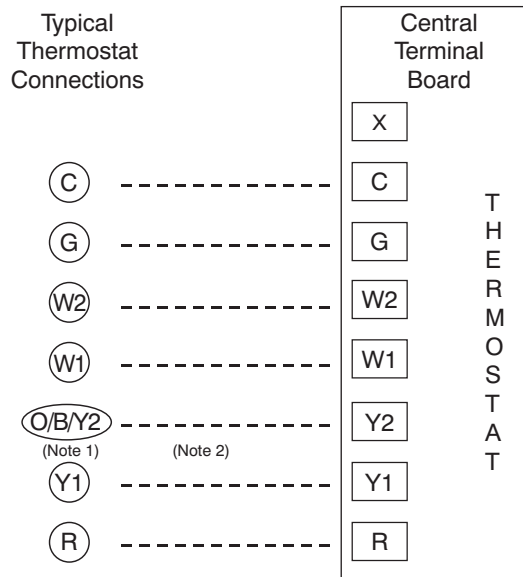 Typical
Thermostat
Connections
Central
Terminal
Board
X
C C
G G
W2 W2
W1 W1
O/B/Y2 Y2
(Note 1) (Note 2)
Y1 Y1
R R
THERMOSTAT